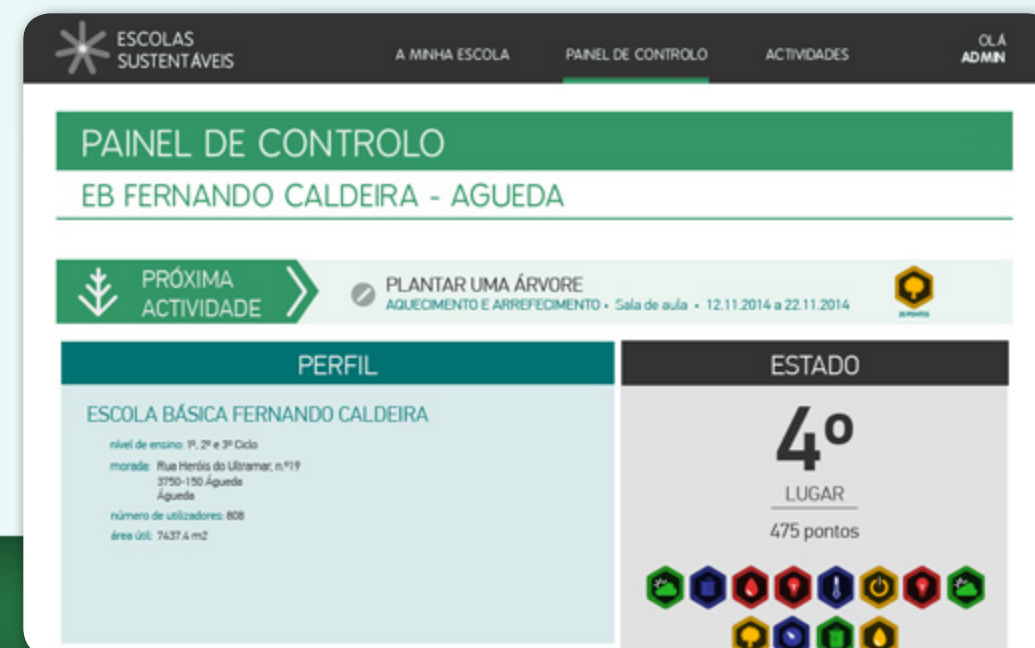 ESCOLAS
SUSTENTÁVEIS
A MINHA ESCOLA
PAINEL DE CONTROLO
ACTIVIDADES
OLÁ
ADMIN
PAINEL DE CONTROLO
EB FERNANDO CALDEIRA - AGUEDA
PRÓXIMA
ACTIVIDADE
PLANTAR UMA ÁRVORE
AQUECIMENTO E ARREFECIMENTO • Sala de aula • 12.11.2014 a 22.11.2014
PERFIL
ESCOLA BÁSICA FERNANDO CALDEIRA
nível de ensino: 1º, 2º e 3º Ciclo
morada: Rua Heróis do Ultramar, n.º19
3750-150 Águeda
Águeda
número de utilizadores: 808
área útil: 7437.4 m2
ESTADO
4º
LUGAR
475 pontos